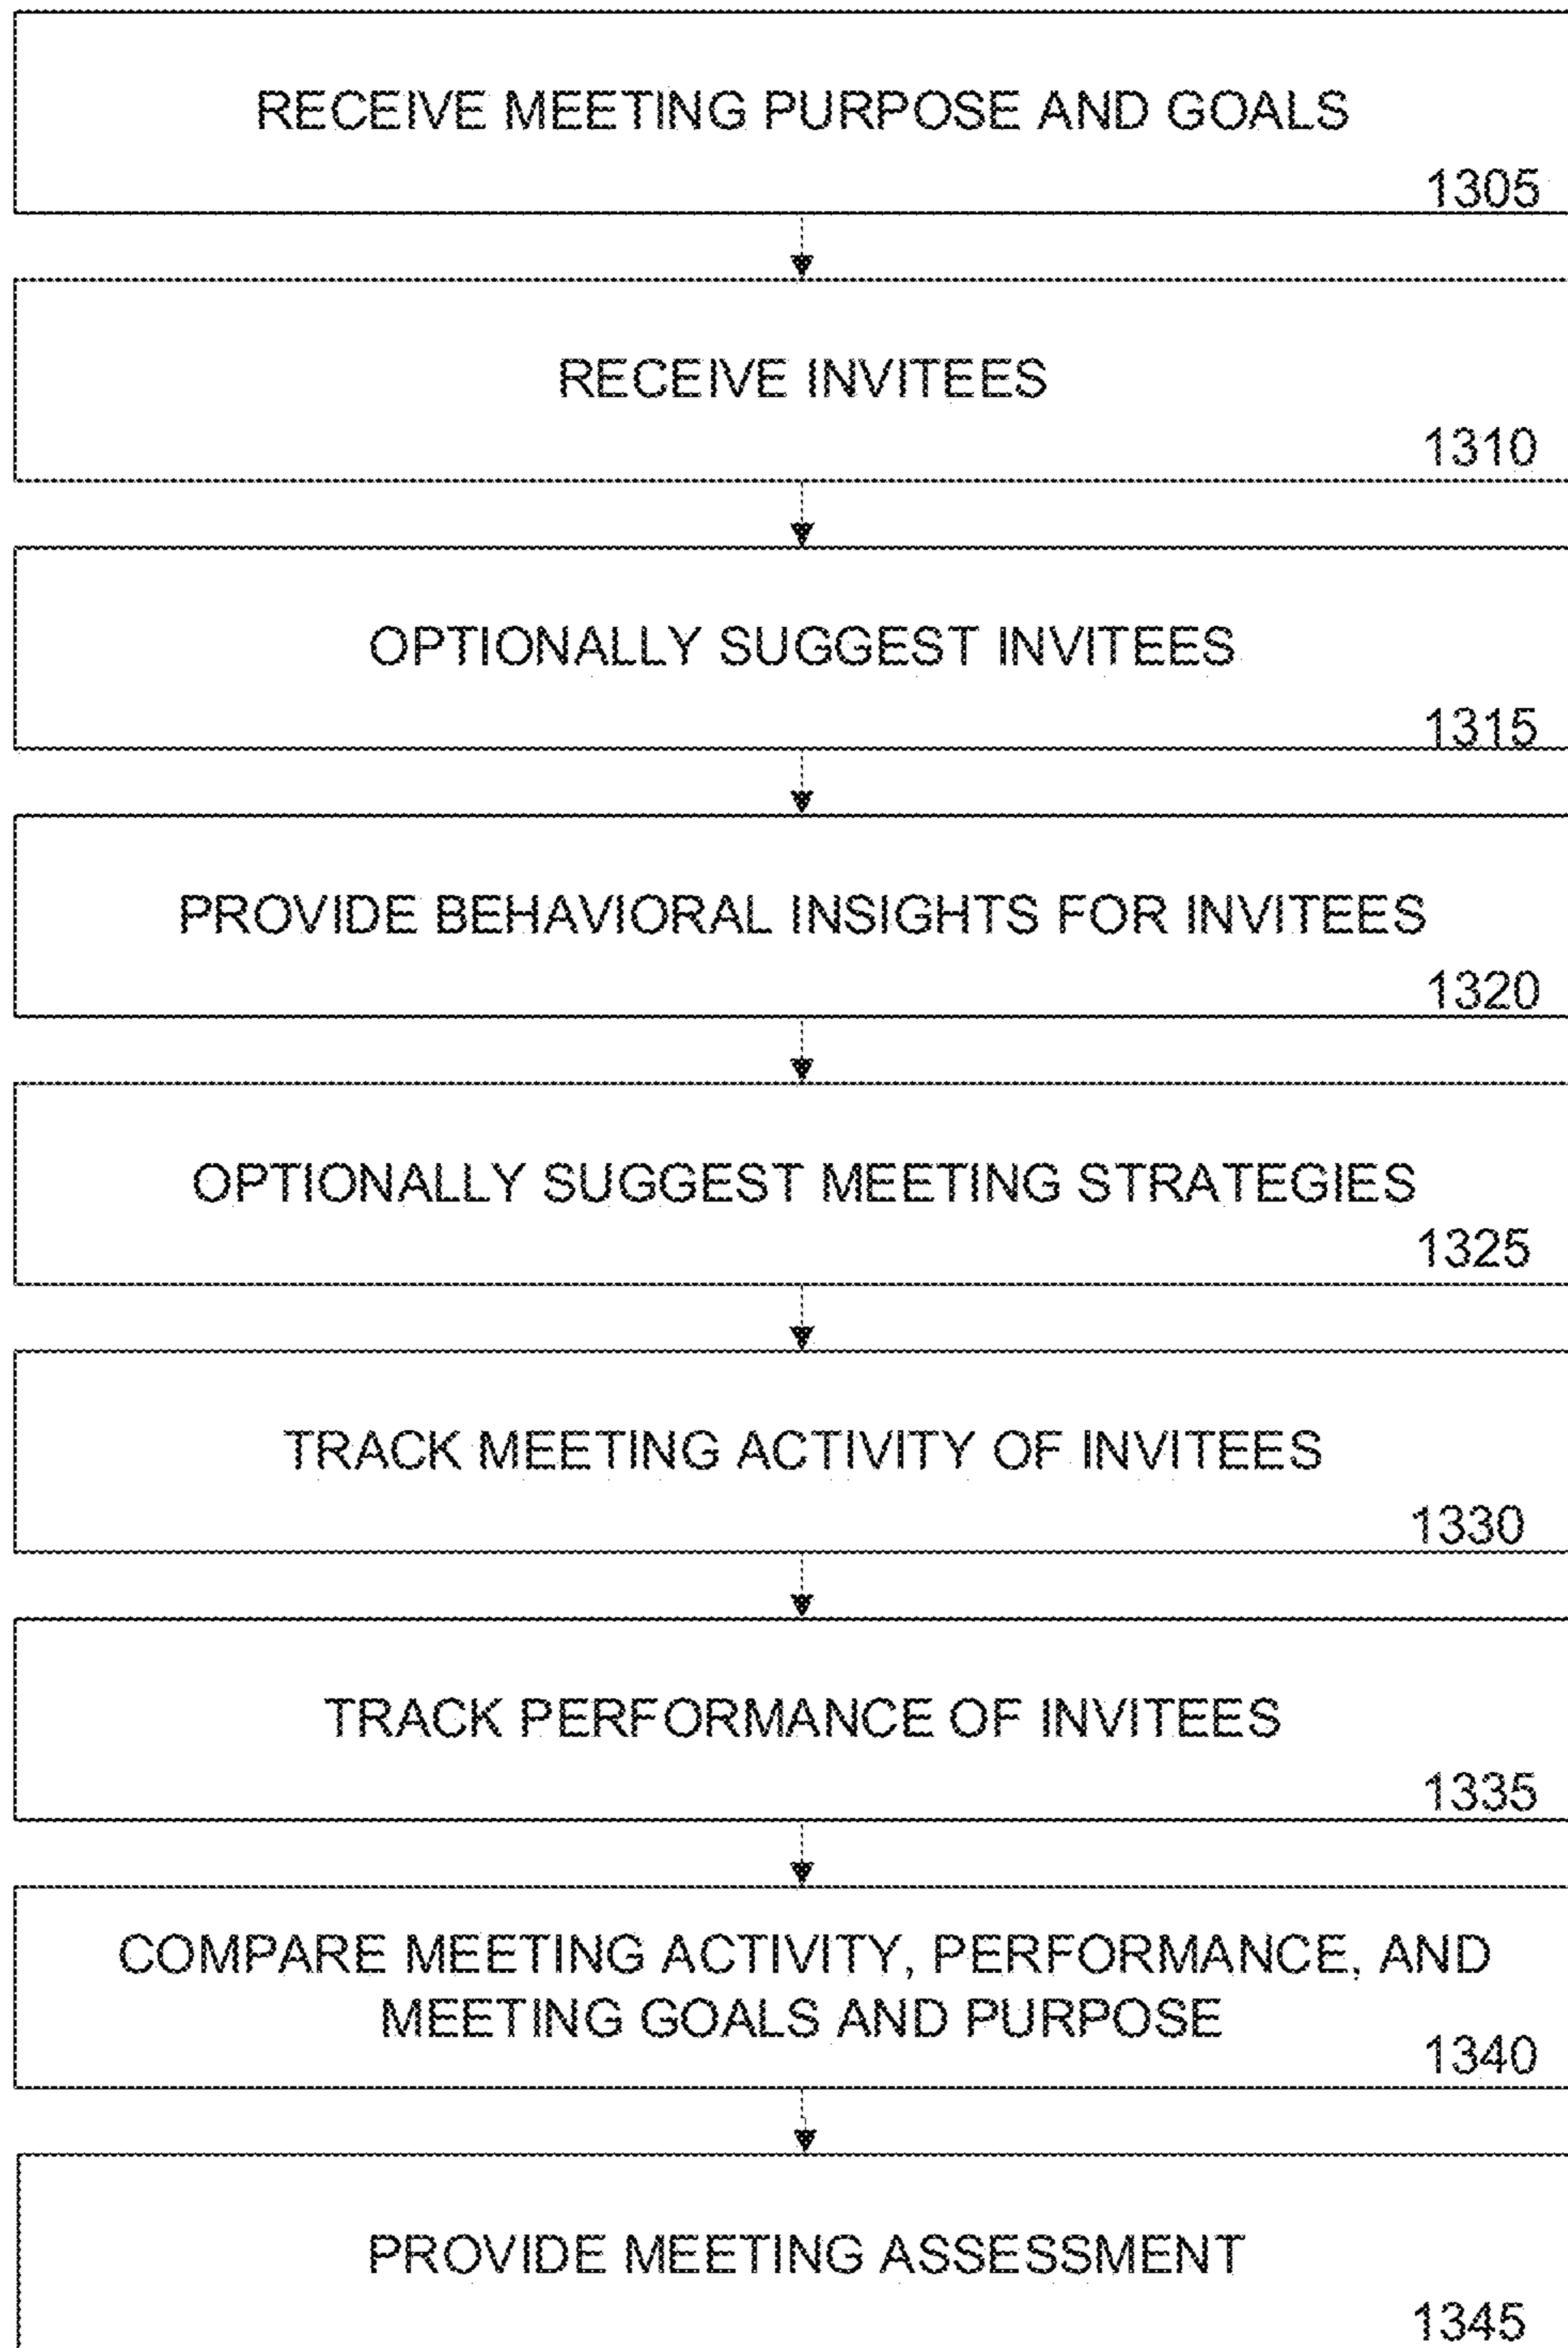 RECEIVE MEETING PURPOSE AND GOALS
1305
RECEIVE INVITEES
1310
OPTIONALLY SUGGEST INVITEES
1315
PROVIDE BEHAVIORAL INSIGHTS FOR INVITEES
1320
OPTIONALLY SUGGEST MEETING STRATEGIES
1325
TRACK MEETING ACTIVITY OF INVITEES
1330
TRACK PERFORMANCE OF INVITEES
1335
COMPARE MEETING ACTIVITY, PERFORMANCE, AND
MEETING GOALS AND PURPOSE
1340
PROVIDE MEETING ASSESSMENT
1345